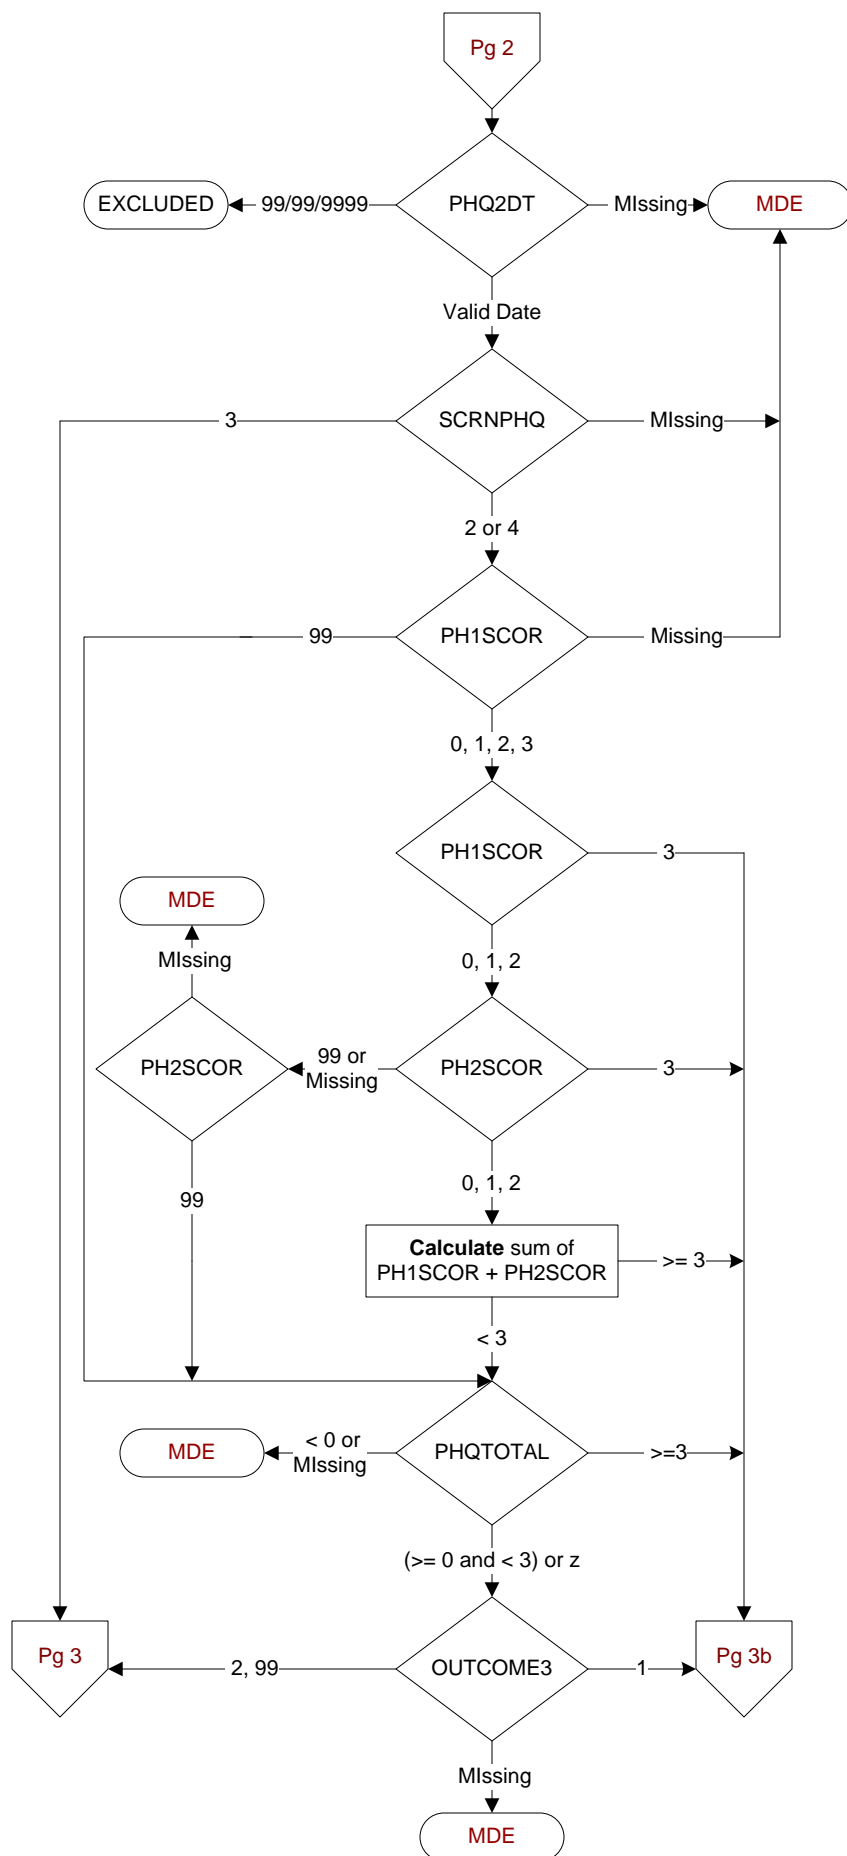 Pg 2
EXCLUDED
99/99/9999
PHQ2DT
MIssing
MDE
Valid Date
3
SCRNPHQ
MIssing
2 or 4
99
PH1SCOR
Missing
0, 1, 2, 3
PH1SCOR
3
MDE
MIssing
0, 1, 2
PH2SCOR
99 or
Missing
PH2SCOR
3
99
0, 1, 2
Calculate sum of
PH1SCOR + PH2SCOR
>= 3
< 3
MDE
< 0 or
MIssing
PHQTOTAL
>=3
(>= 0 and < 3) or z
Pg 3
2, 99
OUTCOME3
1
Pg 3b
MIssing
MDE